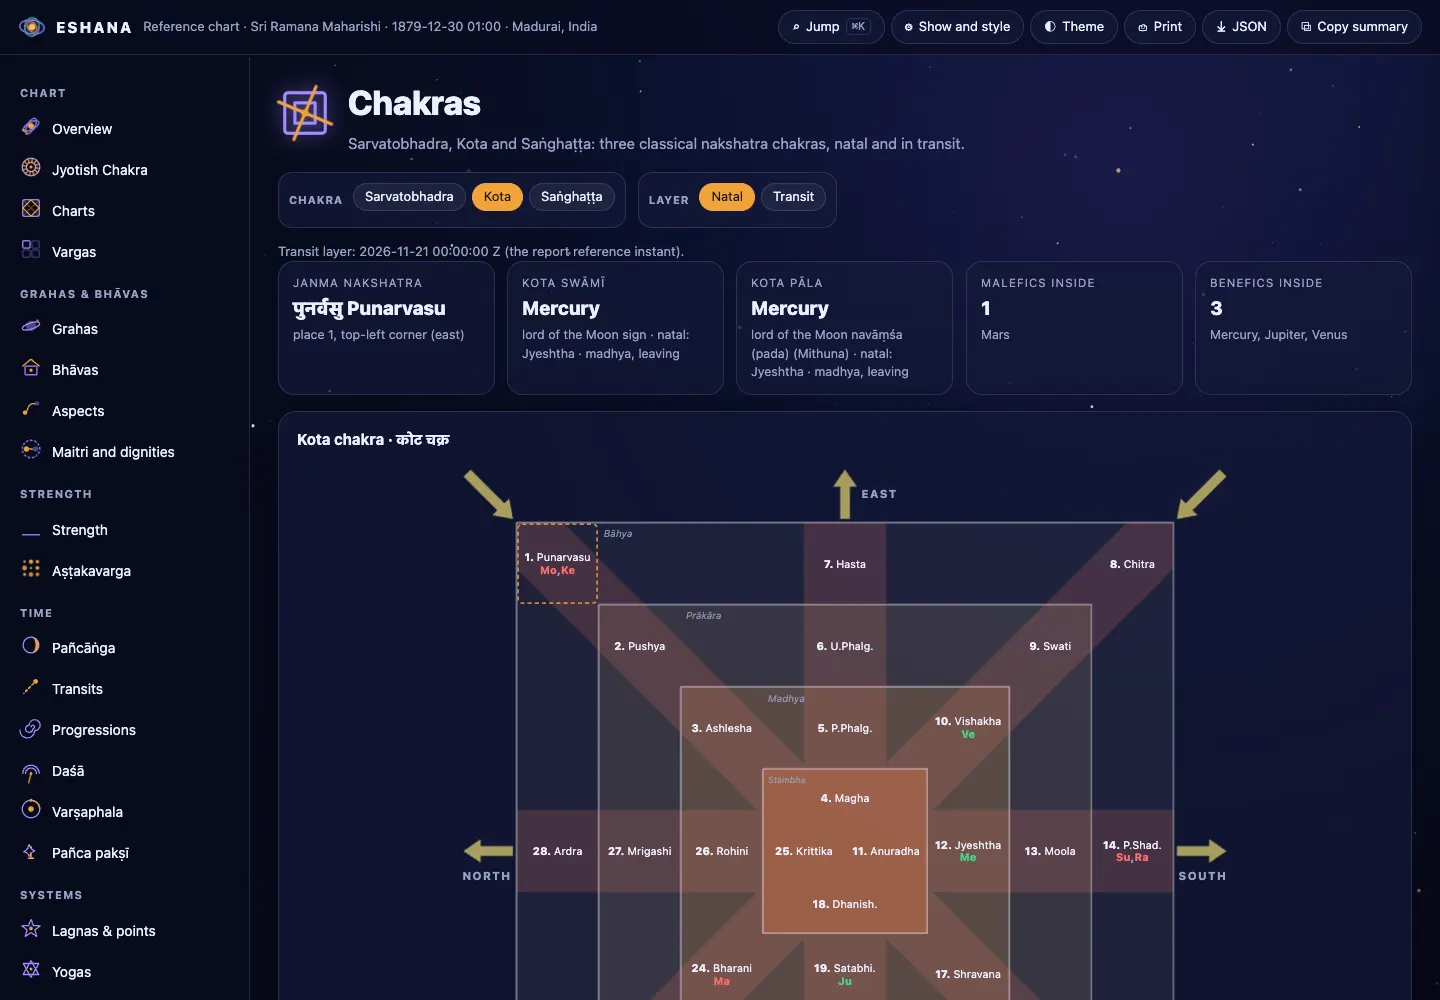 ESHANA
Reference chart · Sri Ramana Maharishi · 1879-12-30 01:00 · Madurai, India
Jump ⌘K
Show and style
Theme
Print
JSON
Copy summary
CHART
Overview
Jyotish Chakra
Charts
Vargas
GRAHAS & BHĀVAS
Grahas
Bhāvas
Aspects
Maitri and dignities
STRENGTH
Strength
Aṣṭakavarga
TIME
Pañcāṅga
Transits
Progressions
Daśā
Varṣaphala
Pañca pakṣī
SYSTEMS
Lagnas & points
Yogas
Chakras
Sarvatobhadra, Kota and Saṅghaṭṭa: three classical nakshatra chakras, natal and in transit.
CHAKRA Sarvatobhadra Kota Saṅghaṭṭa
LAYER Natal Transit
Transit layer: 2026-11-21 00:00:00 Z (the report reference instant).
JANMA NAKSHATRA
पुनर्वसु Punarvasu
place 1, top-left corner (east)
KOTA SWĀMĪ
Mercury
lord of the Moon sign · natal:
Jyeshtha · madhya, leaving
KOTA PĀLA
Mercury
lord of the Moon navāṃśa
(pada) (Mithuna) · natal:
Jyeshtha · madhya, leaving
MALEFICS INSIDE
1
Mars
BENEFICS INSIDE
3
Mercury, Jupiter, Venus
Kota chakra · कोट चक्र
EAST
Bāhya
1. Punarvasu
Mo,Ke
7. Hasta
8. Chitra
Prākāra
2. Pushya
6. U.Phalg.
9. Swati
Madhya
3. Ashlesha
5. P.Phalg.
10. Vishakha
Ve
Stambha
4. Magha
28. Ardra
27. Mrigashi
26. Rohini
25. Krittika
11. Anuradha
12. Jyeshtha
Me
13. Moola
14. P.Shad.
Su,Ra
NORTH
SOUTH
18. Dhanish.
24. Bharani
Ma
19. Satabhi.
Ju
17. Shravana